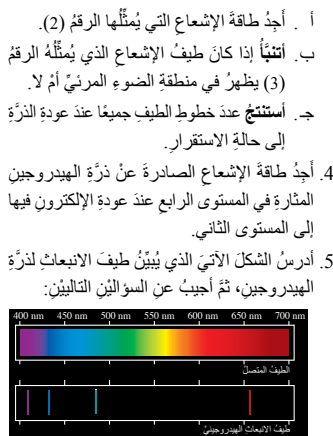 أ . أَجِدُ طاقةَ الإشعاعِ التي يُمثِّلُها الرقمُ (2).
ب. أتنبَّأُ إذا كانَ طيفُ الإشعاعِ الذي يُمثِّلُهُ الرقمُ
(3) يظهرُ في منطقةِ الضوءِ المرئيِّ أمْ لا.
جـ. أستنتجُ عددَ خطوطِ الطيفِ جميعًا عندَ عودةِ الذرَّةِ
إلى حالةِ الاستقرارِ.
4. أَجِدُ طاقةَ الإشعاعِ الصادرةَ عنْ ذرَّةِ الهيدروجينِ
المثارةِ في المستوى الرابعِ عندَ عودةِ الإلكترونِ فيها
إلى المستوى الثاني.
5. أدرسُ الشكلَ الآتيَ الذي يُبيِّنُ طيفَ الانبعاثِ لذرَّةِ
الهيدروجينِ، ثمَّ أجيبُ عنِ السؤاليْنِ التالييْنِ:
400 nm 450 nm 500 nm 550 nm 600 nm 650 nm 700 nm
الطيفُ المتصلُ
طيفُ الانبعاثِ الهيدروجينيُّ